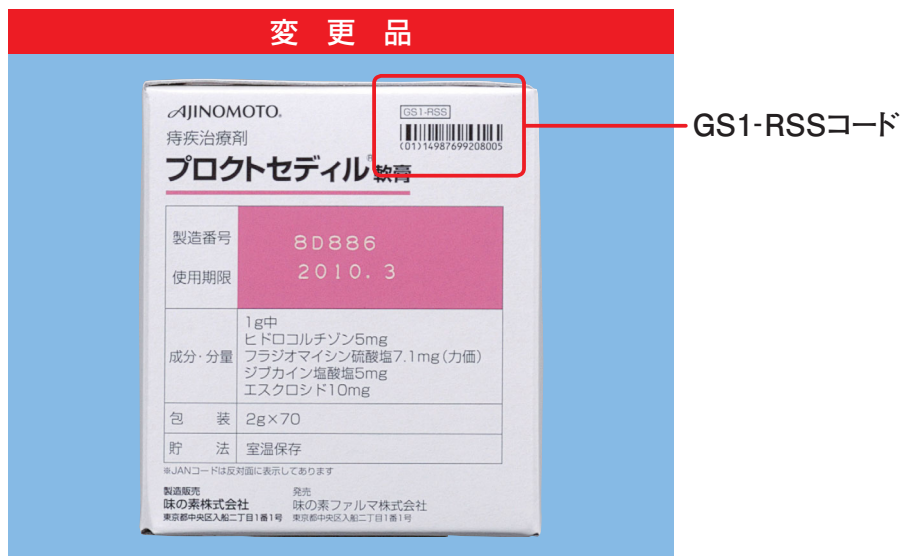 変更品
AJINOMOTO®
GS1-RSS
(01)14987699208005
GS1-RSSコード
痔疾治療剤
プロクトセディル®軟膏
製造番号 8D886
使用期限 2010.3
成分・分量
1g中
ヒドロコルチゾン5mg
フラジオマイシン硫酸塩7.1mg(力価)
ジブカイン塩酸塩5mg
エスクロシド10mg
包装 2g×70
貯法 室温保存
※JANコードは反対面に表示してあります
製造販売
味の素株式会社
東京都中央区入船二丁目1番1号
発売
味の素ファルマ株式会社
東京都中央区入船二丁目1番1号